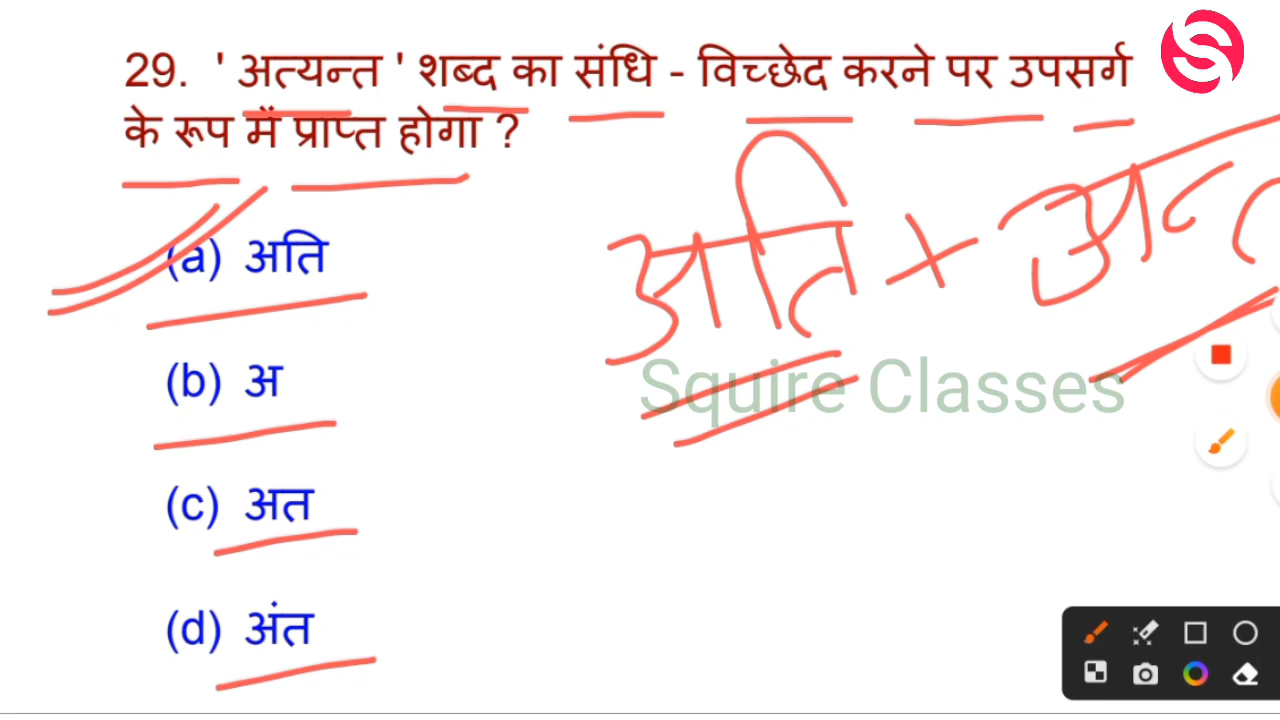 29. ' अत्यन्त ' शब्द का संधि - विच्छेद करने पर उपसर्ग
के रूप में प्राप्त होगा ?
(a) अति
अति + अन्त
(b) अ
Squire Classes
(c) अत
(d) अंत